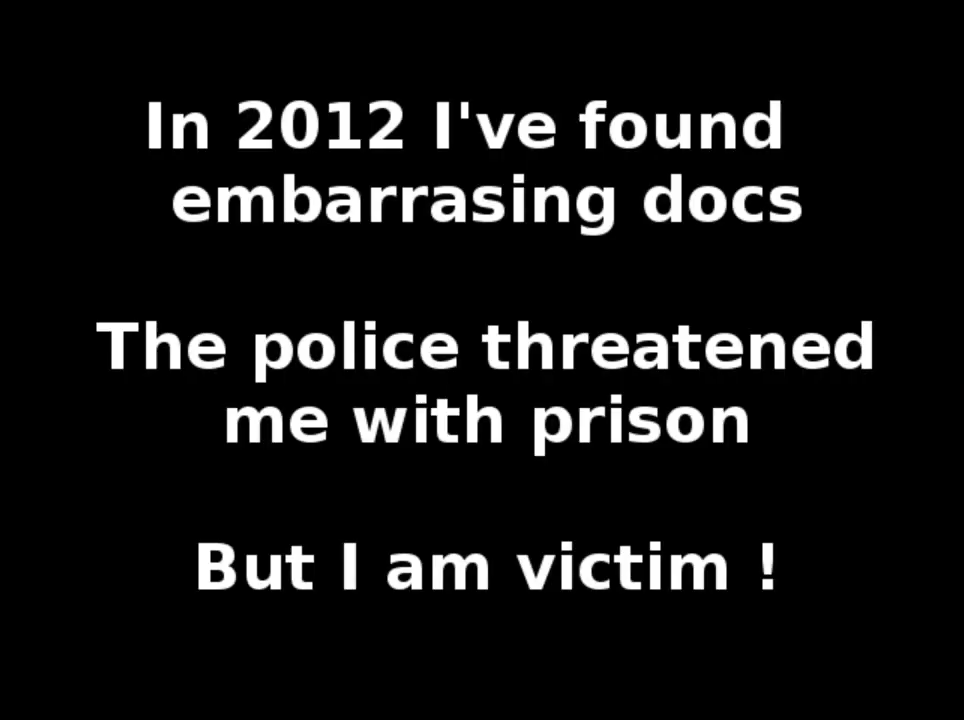 In 2012 I've found
embarrasing docs
The police threatened
me with prison
But I am victim !